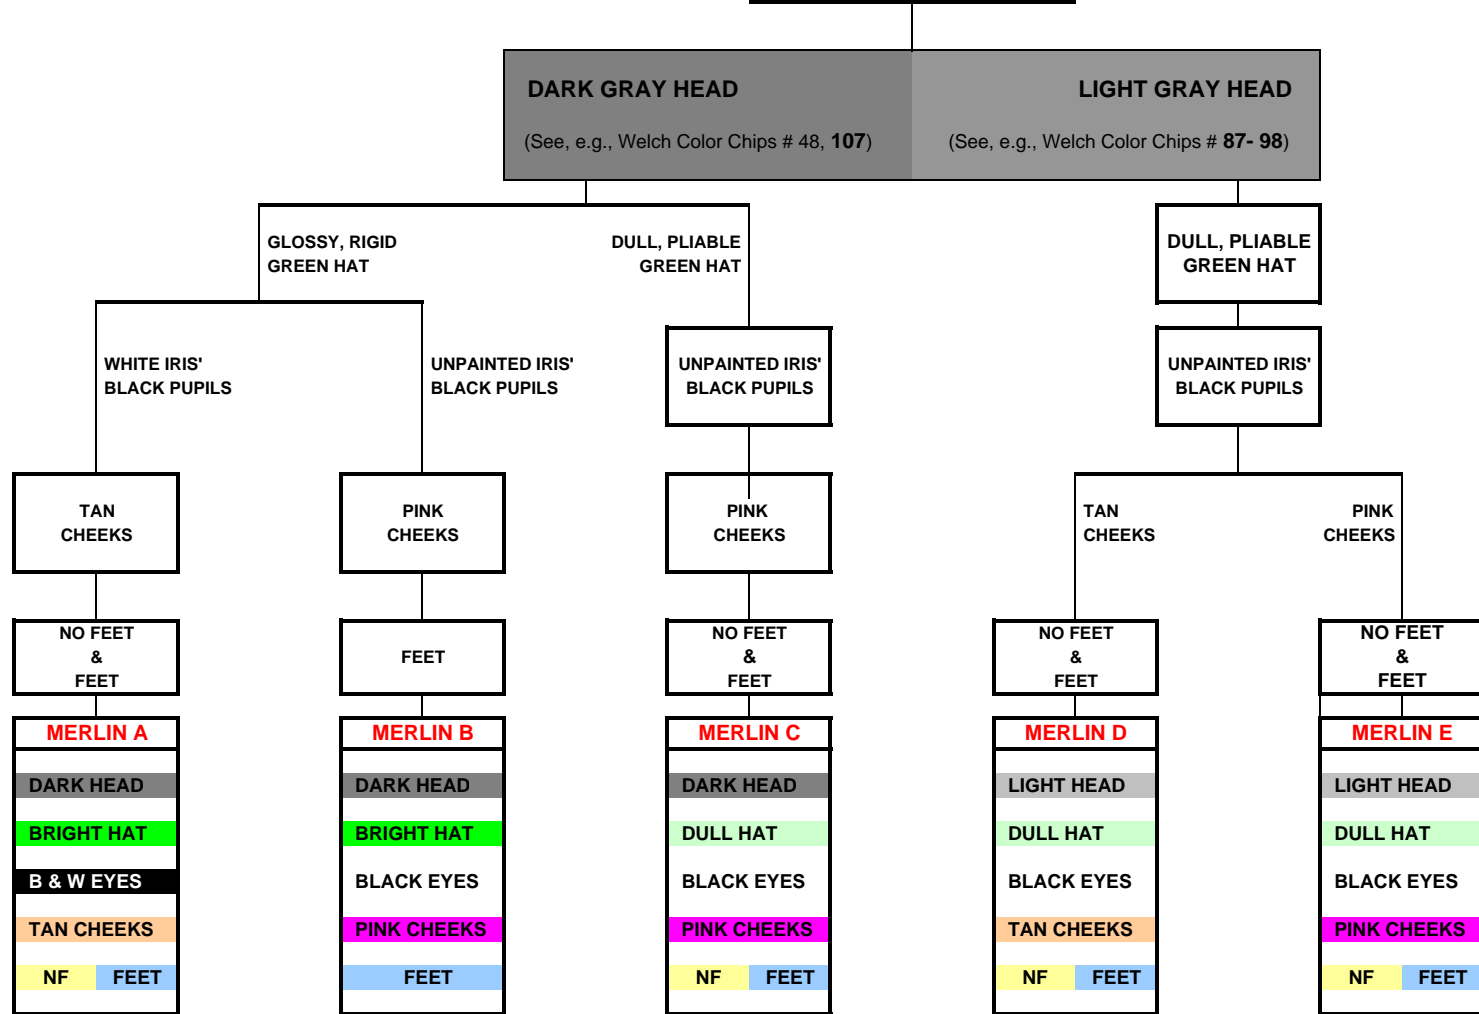 DARK GRAY HEAD
LIGHT GRAY HEAD
(See, e.g., Welch Color Chips # 48, 107)
(See, e.g., Welch Color Chips # 87- 98)
GLOSSY, RIGID
GREEN HAT
DULL, PLIABLE
GREEN HAT
DULL, PLIABLE
GREEN HAT
WHITE IRIS'
BLACK PUPILS
UNPAINTED IRIS'
BLACK PUPILS
UNPAINTED IRIS'
BLACK PUPILS
UNPAINTED IRIS'
BLACK PUPILS
TAN
CHEEKS
PINK
CHEEKS
PINK
CHEEKS
TAN
CHEEKS
PINK
CHEEKS
NO FEET
&
FEET
FEET
NO FEET
&
FEET
NO FEET
&
FEET
NO FEET
&
FEET
MERLIN A
DARK HEAD
BRIGHT HAT
B & W EYES
TAN CHEEKS
NF FEET
MERLIN B
DARK HEAD
BRIGHT HAT
BLACK EYES
PINK CHEEKS
FEET
MERLIN C
DARK HEAD
DULL HAT
BLACK EYES
PINK CHEEKS
NF FEET
MERLIN D
LIGHT HEAD
DULL HAT
BLACK EYES
TAN CHEEKS
NF FEET
MERLIN E
LIGHT HEAD
DULL HAT
BLACK EYES
PINK CHEEKS
NF FEET